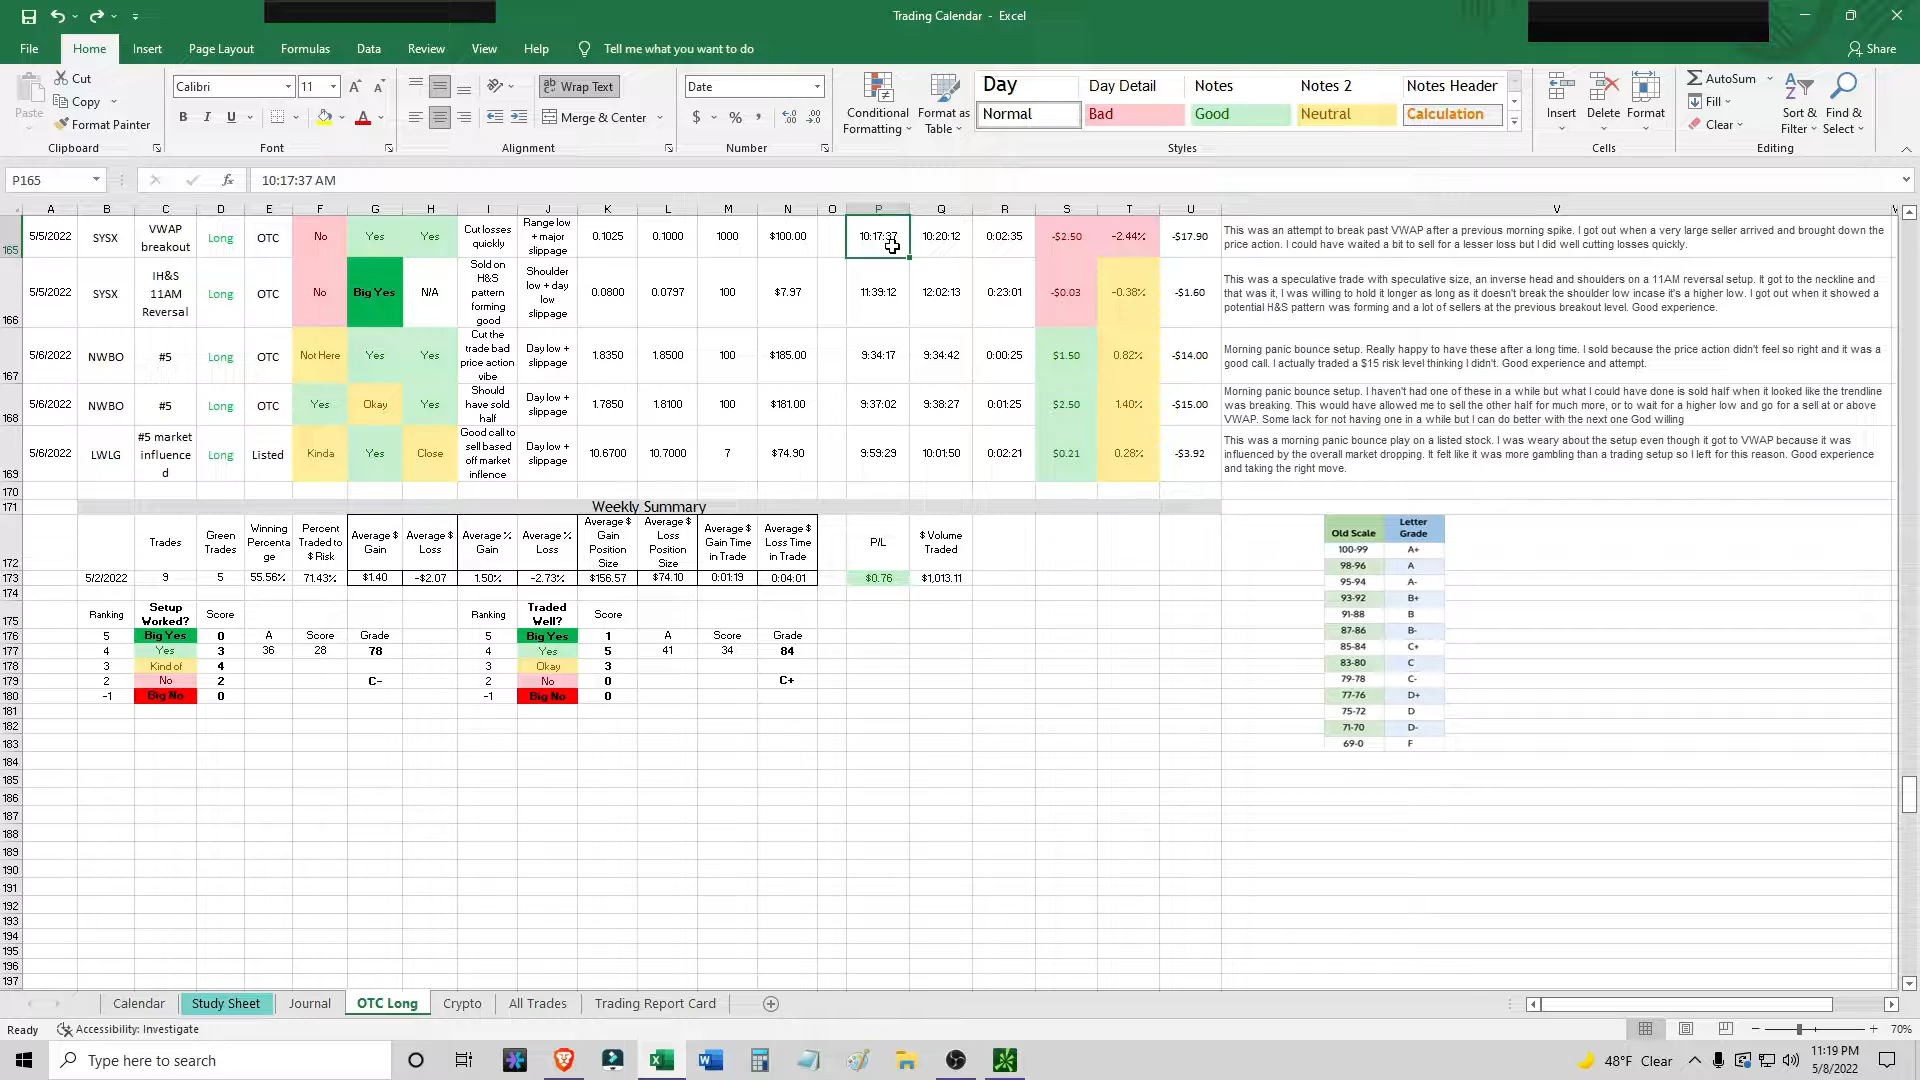 Trading Calendar - Excel
File Home Insert Page Layout Formulas Data Review View Help Tell me what you want to do Share
Paste
Cut
Copy
Format Painter
Clipboard
Calibri 11
B I U
Font
Wrap Text
Merge & Center
Alignment
Date
$ % ,
Number
Conditional Formatting
Format as Table
Day Day Detail Notes Notes 2 Notes Header
Normal Bad Good Neutral Calculation
Styles
Insert Delete Format
Cells
AutoSum
Fill
Clear
Sort & Filter
Find & Select
Editing
P165 fx 10:17:37 AM
A B C D E F G H I J K L M N O P Q R S T U V
165 5/5/2022 SYSX VWAP breakout Long OTC No Yes Yes Cut losses quickly Range low + major slippage 0.1025 0.1000 1000 $100.00 10:17:37 10:20:12 0:02:35 -$2.50 -2.44% -$17.90
This was an attempt to break past VWAP after a previous morning spike. I got out when a very large seller arrived and brought down the
price action. I could have waited a bit to sell for a lesser loss but I did well cutting losses quickly.
166 5/5/2022 SYSX IH&S 11AM Reversal Long OTC No Big Yes N/A Sold on H&S pattern forming good Shoulder low + day low slippage 0.0800 0.0797 100 $7.97 11:39:12 12:02:13 0:23:01 -$0.03 -0.38% -$1.60
This was a speculative trade with speculative size, an inverse head and shoulders on a 11AM reversal setup. It got to the neckline and
that was it, I was willing to hold it longer as long as it doesn't break the shoulder low incase it's a higher low. I got out when it showed a
potential H&S pattern was forming and a lot of sellers at the previous breakout level. Good experience.
167 5/6/2022 NWBO #5 Long OTC Not Here Yes Yes Cut the trade bad price action vibe Day low + slippage 1.8350 1.8500 100 $185.00 9:34:17 9:34:42 0:00:25 $1.50 0.82% -$14.00
Morning panic bounce setup. Really happy to have these after a long time. I sold because the price action didn't feel so right and it was a
good call. I actually traded a $15 risk level thinking I didn't. Good experience and attempt.
168 5/6/2022 NWBO #5 Long OTC Yes Okay Yes Should have sold half Day low + slippage 1.7850 1.8100 100 $181.00 9:37:02 9:38:27 0:01:25 $2.50 1.40% -$15.00
Morning panic bounce setup. I haven't had one of these in a while but what I could have done is sold half when it looked like the trendline
was breaking. This would have allowed me to sell the other half for much more, or to wait for a higher low and go for a sell at or above
VWAP. Some lack for not having one in a while but I can do better with the next one God willing
169 5/6/2022 LWLG #5 market influence d Long Listed Kinda Yes Close Good call to sell based off market inflence Day low + slippage 10.6700 10.7000 7 $74.90 9:59:29 10:01:50 0:02:21 $0.21 0.28% -$3.92
This was a morning panic bounce play on a listed stock. I was weary about the setup even though it got to VWAP because it was
influenced by the overall market dropping. It felt like it was more gambling than a trading setup so I left for this reason. Good experience
and taking the right move.
170
171 Weekly Summary
172 Trades Green Trades Winning Percenta ge Percent Traded to $ Risk Average $ Gain Average $ Loss Average % Gain Average % Loss Average $ Gain Position Size Average $ Loss Position Size Average $ Gain Time in Trade Average $ Loss Time in Trade P/L $ Volume Traded
173 5/2/2022 9 5 55.56% 71.43% $1.40 -$2.07 1.50% -2.73% $156.57 $74.10 0:01:19 0:04:01 $0.76 $1,013.11
174
175 Ranking Setup Worked? Score Ranking Traded Well? Score
176 5 Big Yes 0 A Score Grade 5 Big Yes 1 A Score Grade
177 4 Yes 3 36 28 78 4 Yes 5 41 34 84
178 3 Kind of 4 3 Okay 3
179 2 No 2 C- 2 No 0 C+
180 -1 Big No 0 -1 Big No 0
Old Scale Letter Grade
100-99 A+
98-96 A
95-94 A-
93-92 B+
91-88 B
87-86 B-
85-84 C+
83-80 C
79-78 C-
77-76 D+
75-72 D
71-70 D-
69-0 F
181
182
183
184
185
186
187
188
189
190
191
192
193
194
195
196
197
Calendar Study Sheet Journal OTC Long Crypto All Trades Trading Report Card
Ready Accessibility: Investigate 70%
Type here to search 48°F Clear 11:19 PM
5/8/2022